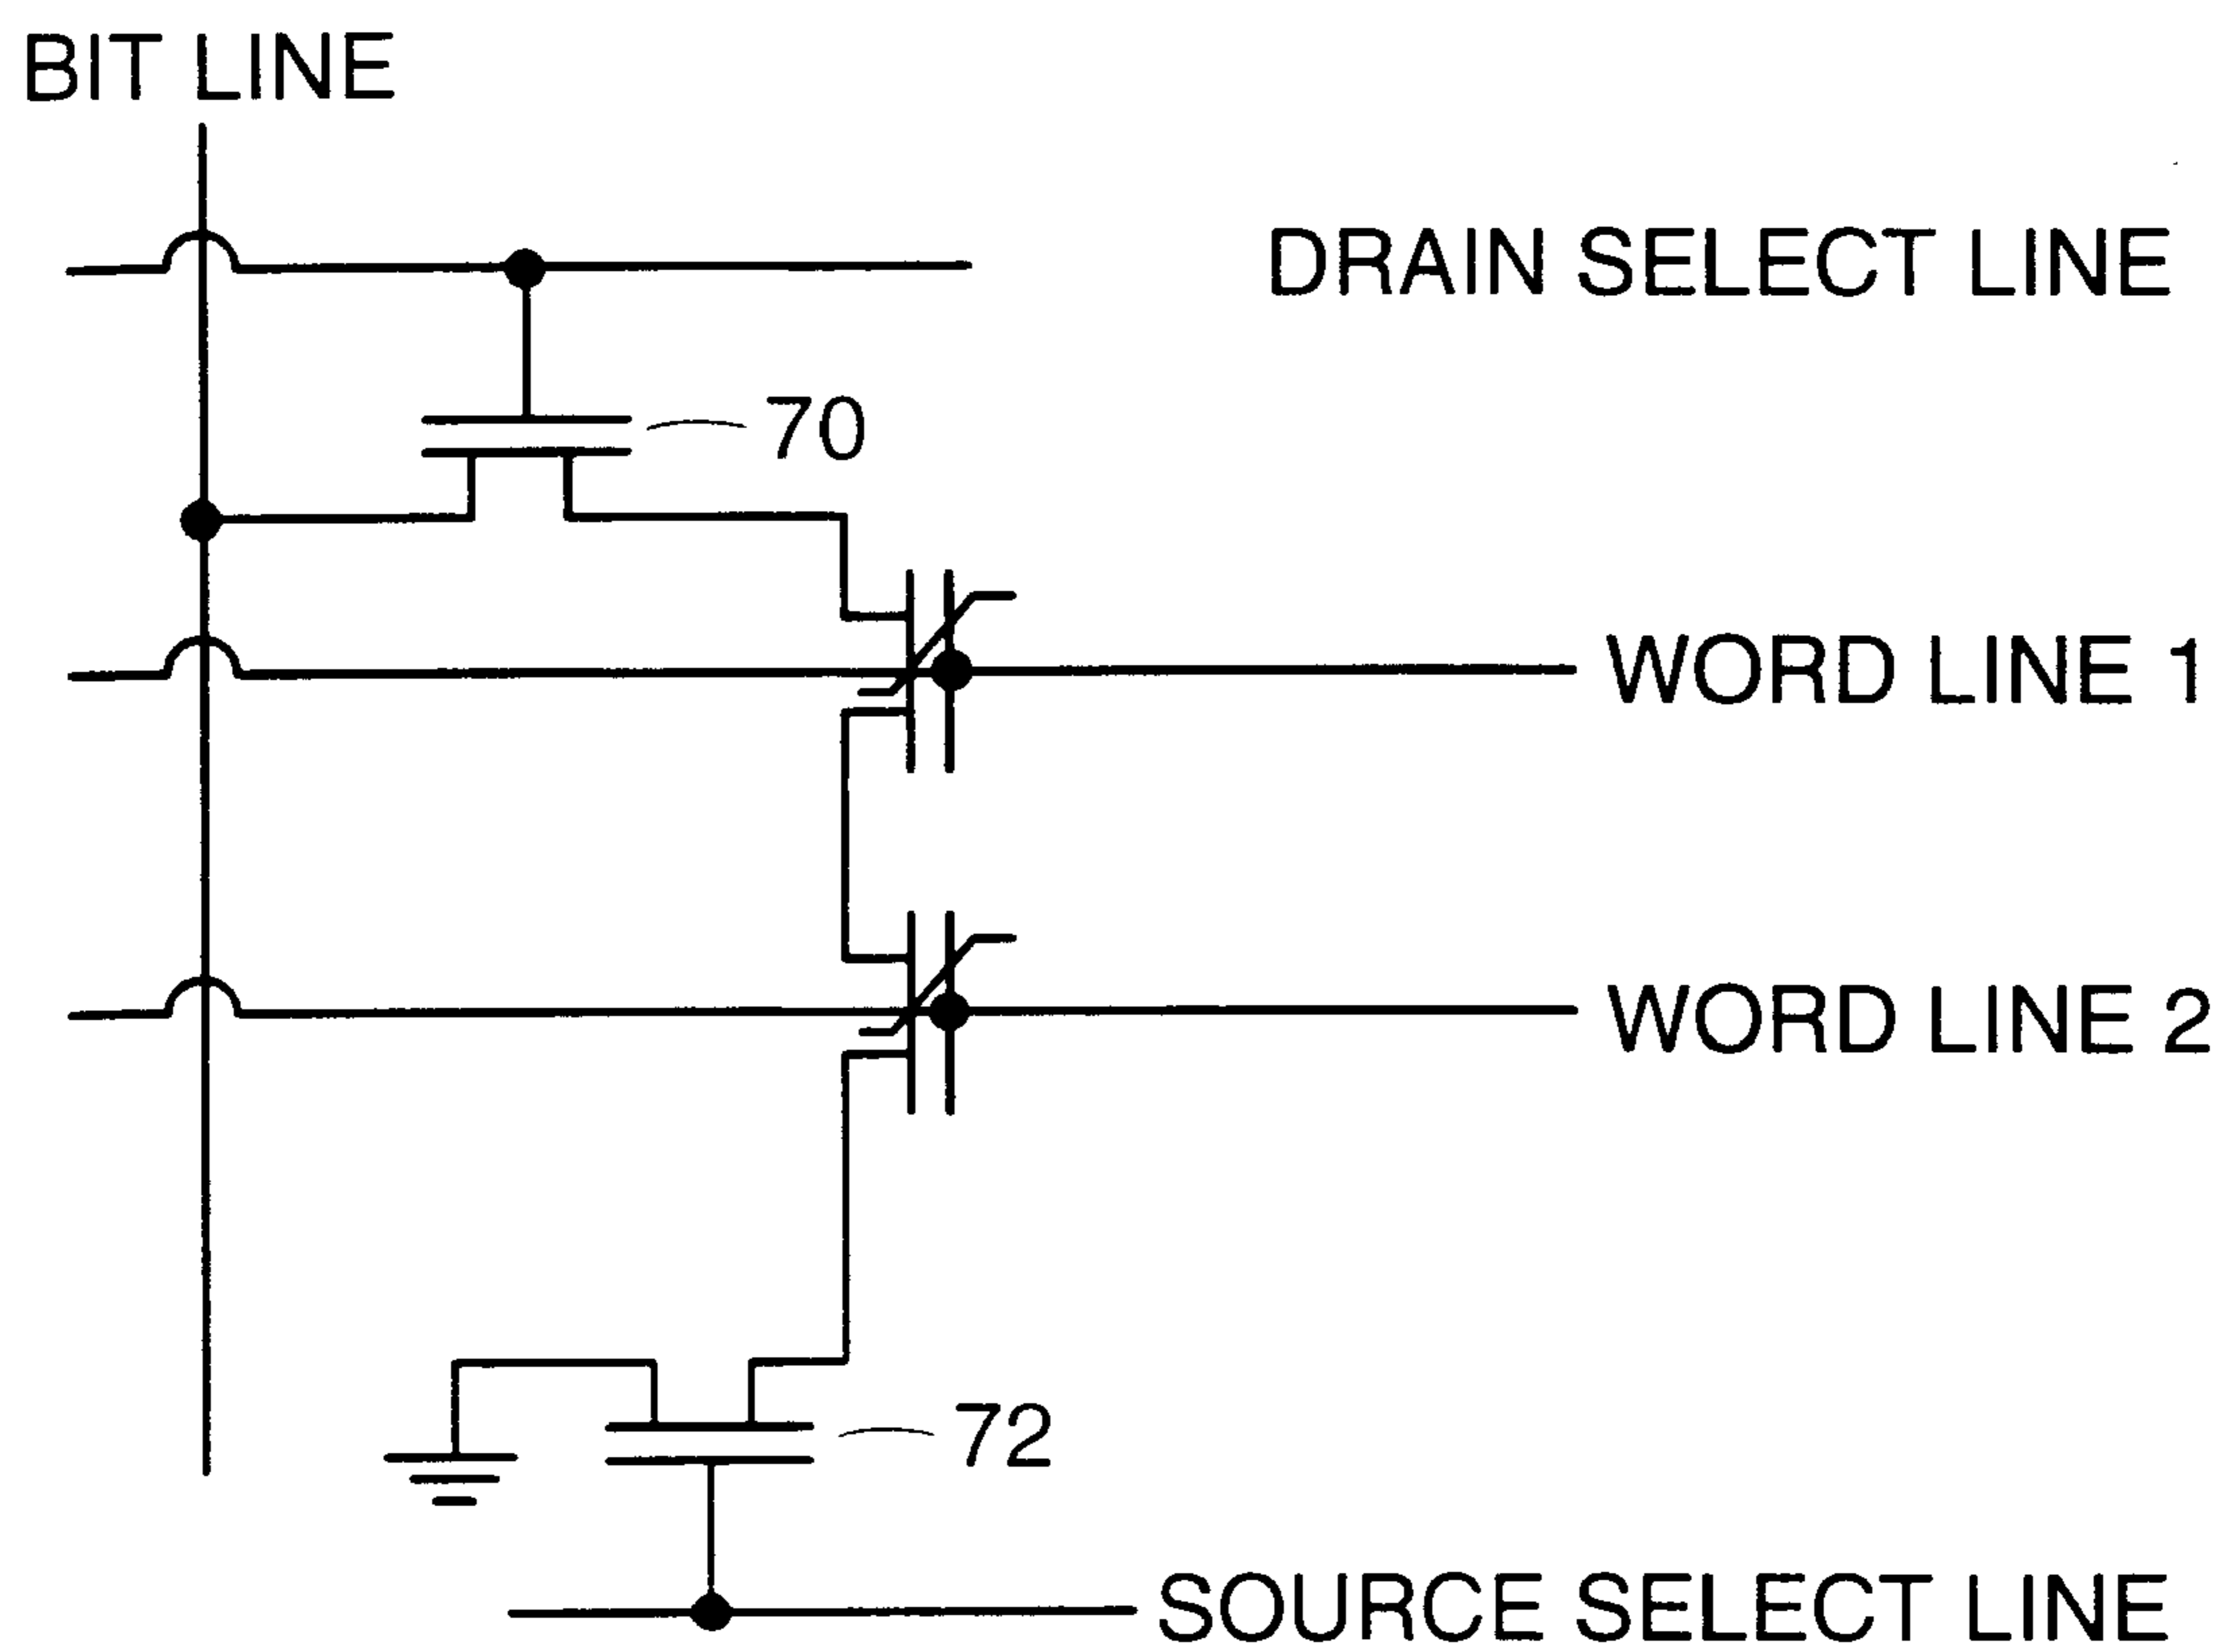 BIT LINE
DRAIN SELECT LINE
70
WORD LINE 1
WORD LINE 2
72
SOURCE SELECT LINE